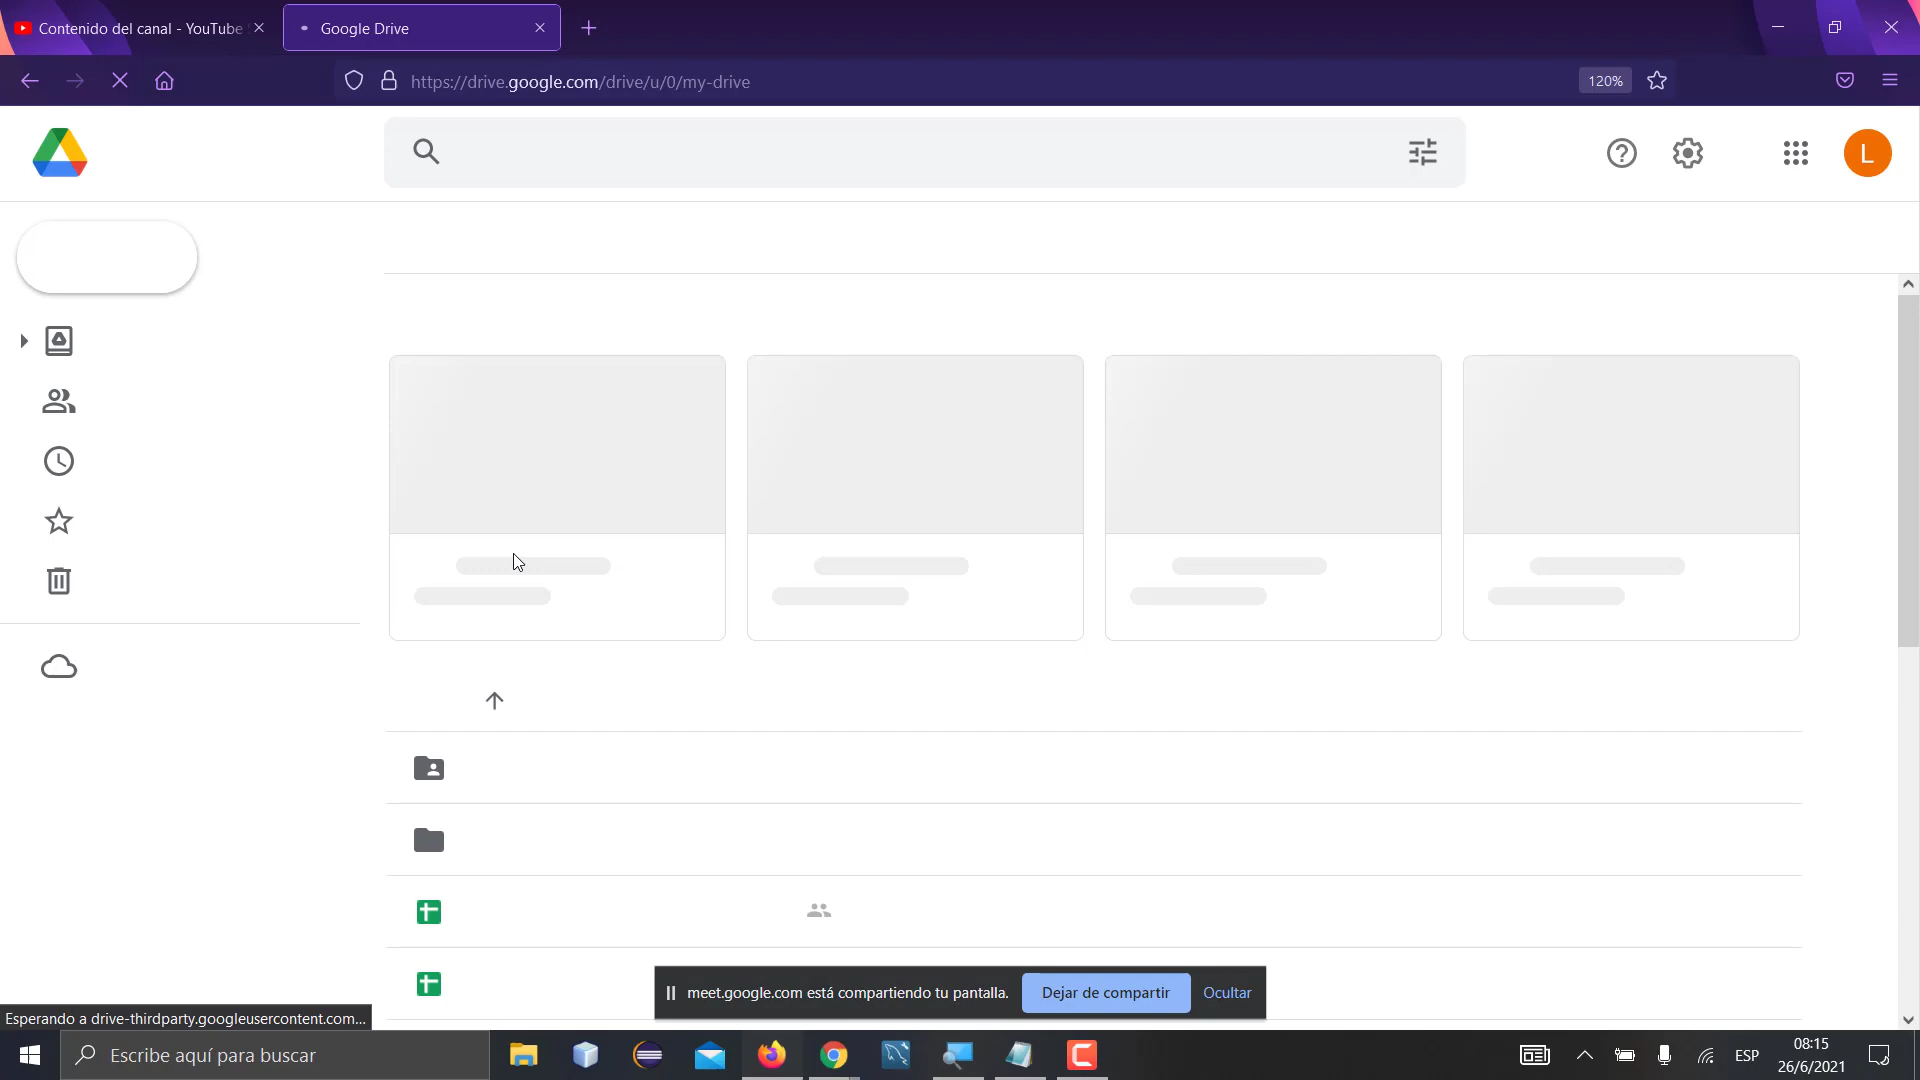 Contenido del canal - YouTube
Google Drive
https://drive.google.com/drive/u/0/my-drive
120%
L
meet.google.com está compartiendo tu pantalla.
Dejar de compartir
Ocultar
Esperando a drive-thirdparty.googleusercontent.com...
Escribe aquí para buscar
ESP
08:15
26/6/2021